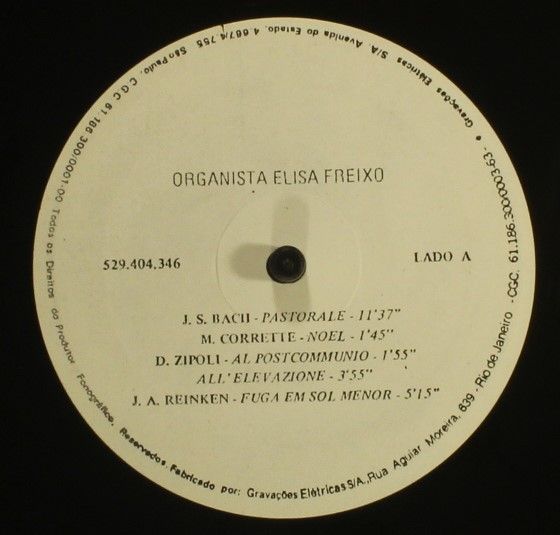 ORGANISTA ELISA FREIXO
529.404.346
LADO A
J. S. BACH - PASTORALE - 11'37"
M. CORRETTE - NOEL - 1'45"
D. ZIPOLI - AL POSTCOMMUNIO - 1'55"
ALL'ELEVAZIONE - 3'55"
J. A. REINKEN - FUGA EM SOL MENOR - 5'15"
• Gravações Elétricas S/A. Avenida do Estado, 4.667/4.755 São Paulo, C.G.C 61.186.300/0001-00 Todos os Direitos do Produtor Fonográfico, Reservados. Fabricado por: Gravações Elétricas S/A., Rua Aguiar Moreira, 639 - Rio de Janeiro - CGC. 61.186.300/0003-63 -